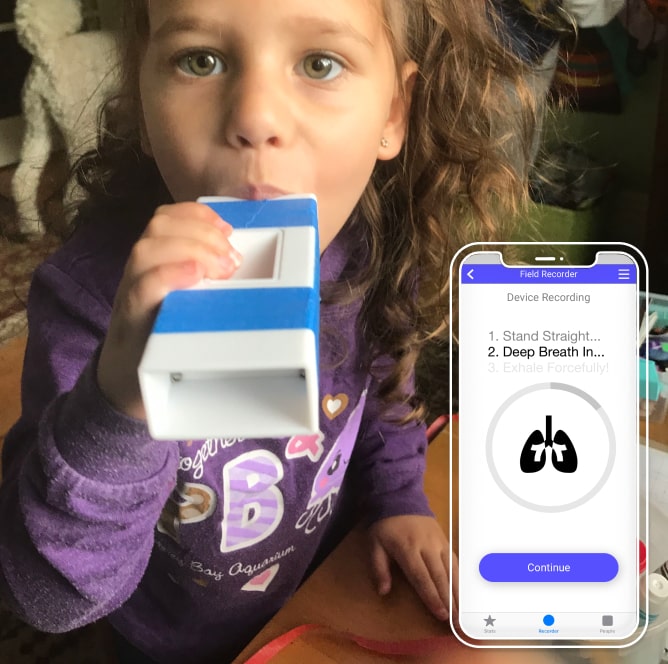 Field Recorder
Device Recording
1. Stand Straight...
2. Deep Breath In...
3. Exhale Forcefully!
Continue
Stats
Recorder
People
together
B
Bay Aquarium